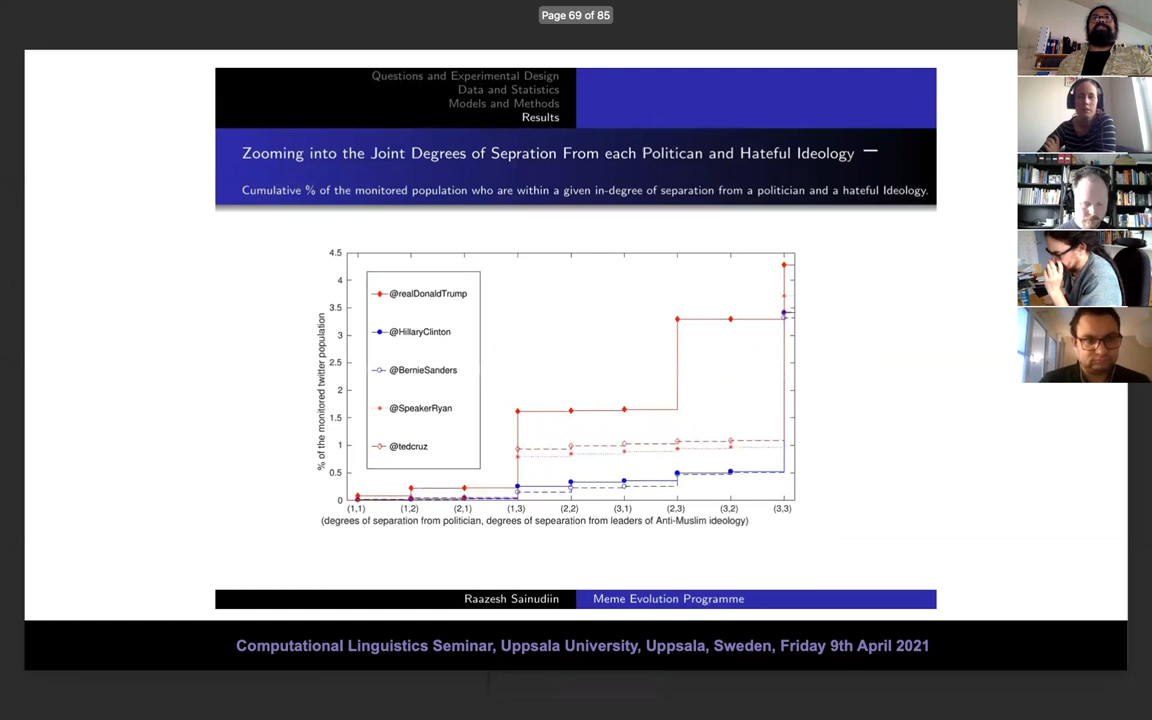 Page 69 of 85
Questions and Experimental Design
Data and Statistics
Models and Methods
Results
Zooming into the Joint Degrees of Sepration From each Politican and Hateful Ideology —
Cumulative % of the monitored population who are within a given in-degree of separation from a politician and a hateful Ideology.
% of the monitored twitter population
4.5
4
3.5
3
2.5
2
1.5
1
0.5
0
@realDonaldTrump
@HillaryClinton
@BernieSanders
@SpeakerRyan
@tedcruz
(1,1) (1,2) (2,1) (1,3) (2,2) (3,1) (2,3) (3,2) (3,3)
(degrees of separation from politician, degrees of sepearation from leaders of Anti-Muslim ideology)
Raazesh Sainudiin Meme Evolution Programme
Computational Linguistics Seminar, Uppsala University, Uppsala, Sweden, Friday 9th April 2021